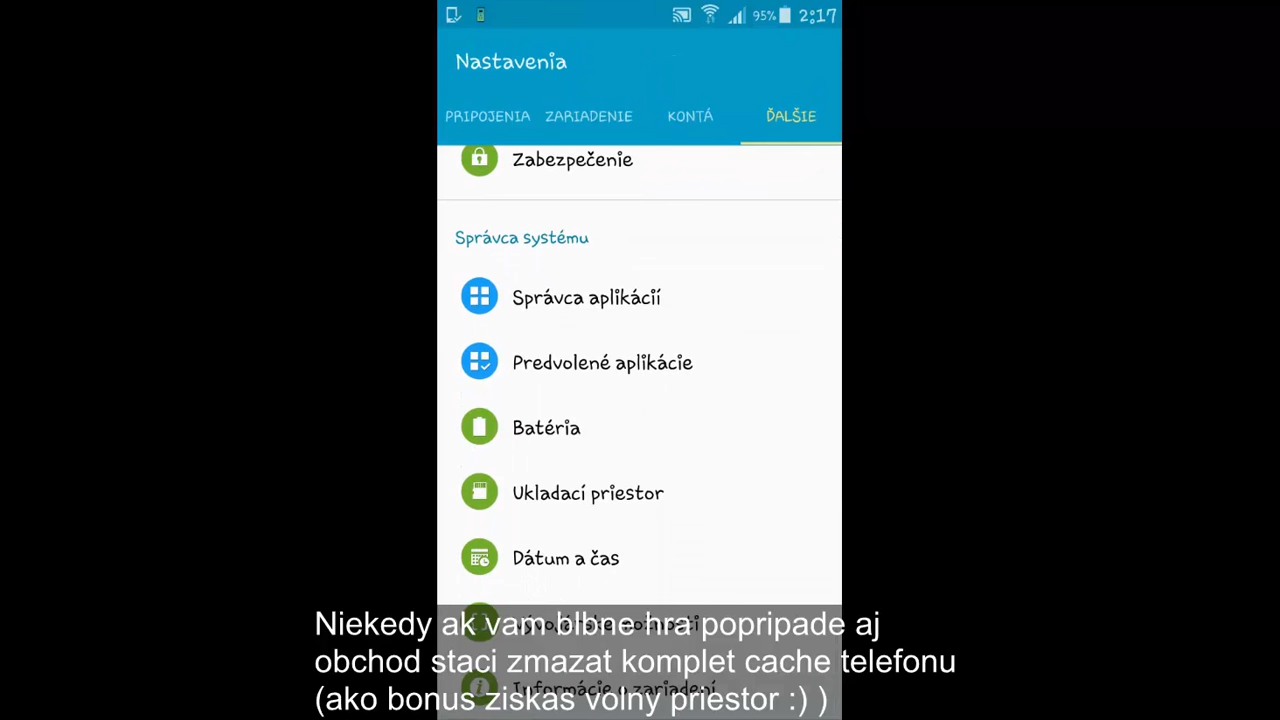 95% 2:17
Nastavenia
PRIPOJENIA ZARIADENIE KONTÁ ĎALŠIE
Zabezpečenie
Správca systému
Správca aplikácií
Predvolené aplikácie
Batéria
Ukladací priestor
Dátum a čas
Niekedy ak vam blbne hra popripade aj
obchod staci zmazat komplet cache telefonu
Informácie o zariadení
(ako bonus ziskas volny priestor :) )